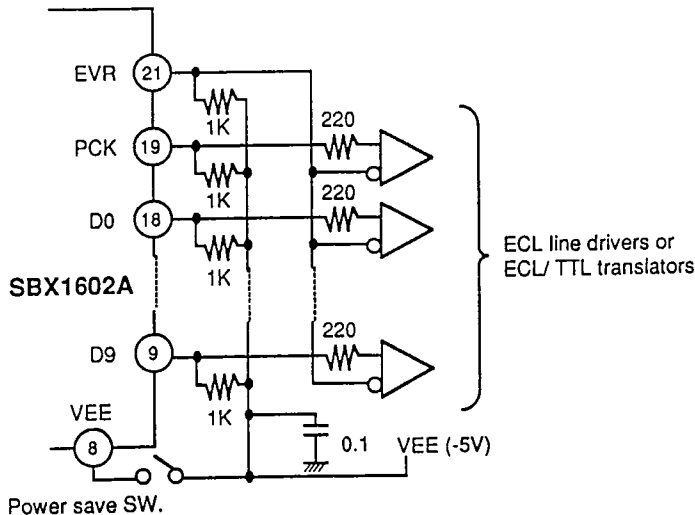 EVR 21
1K
220
PCK 19
1K
220
D0 18
1K
ECL line drivers or
ECL/ TTL translators
SBX1602A
220
D9 9
1K
VEE
8
0.1
VEE (-5V)
Power save SW.